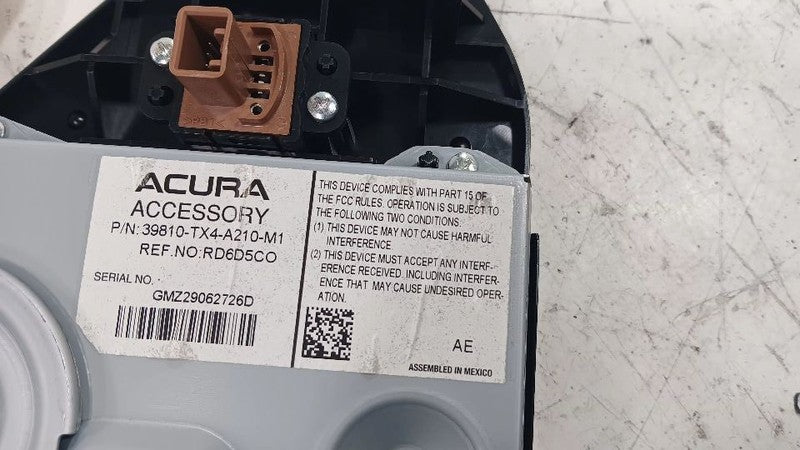 ACURA
ACCESSORY
P/N: 39810-TX4-A210-M1
REF.NO:RD6D5CO
SERIAL NO.
GMZ29062726D
THIS DEVICE COMPLIES WITH PART 15 OF
THE FCC RULES. OPERATION IS SUBJECT TO
THE FOLLOWING TWO CONDITIONS.
(1) THIS DEVICE MAY NOT CAUSE HARMFUL
INTERFERENCE.
(2) THIS DEVICE MUST ACCEPT ANY INTERF-
ERENCE RECEIVED. INCLUDING INTERFER-
ENCE THAT MAY CAUSE UNDESIRED OPER-
ATION.
AE
ASSEMBLED IN MEXICO